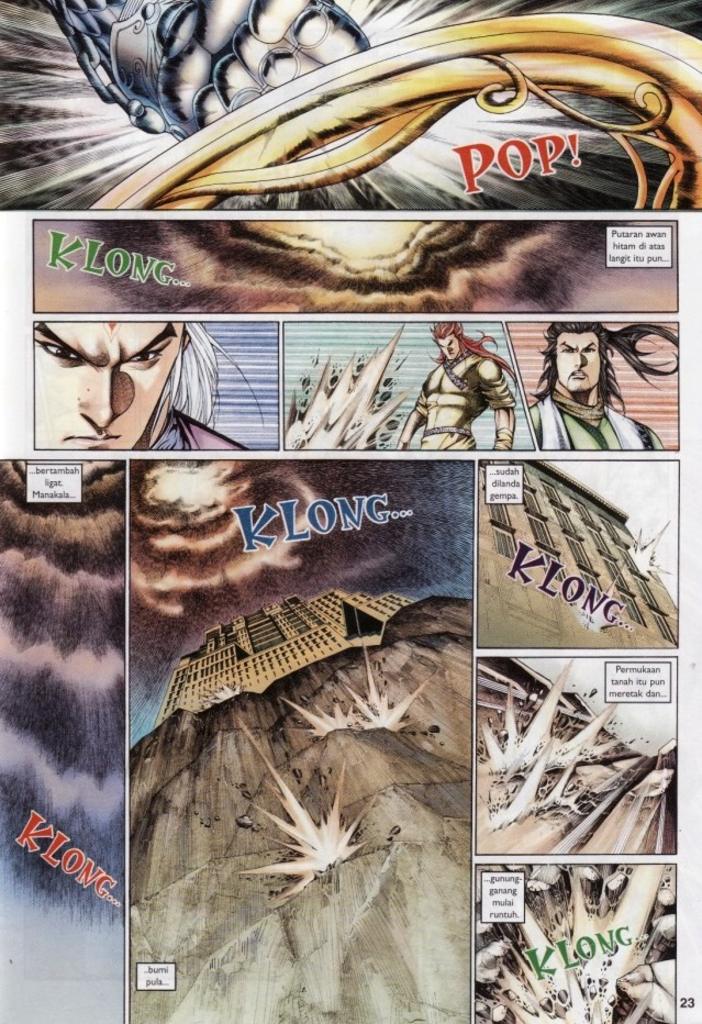 POP!
KLONG...
Putaran awan
hitam di atas
langit itu pun...
...bertambah
ligat.
Manakala...
KLONG...
KLONG...
..bumi
pula...
...sudah
dilanda
gempa.
KLONG...
Permukaan
tanah itu pun
meretak dan...
...gunung-
ganang
mulai
runtuh.
KLONG...
23